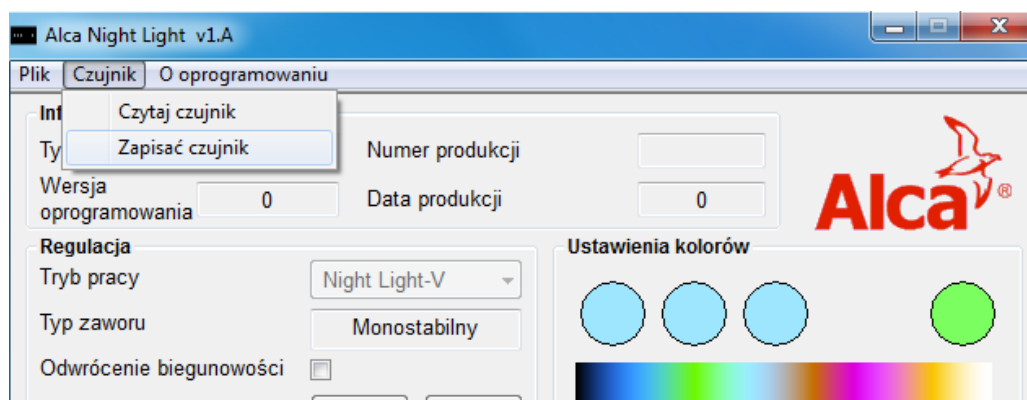 Alca Night Light v1.A
Plik Czujnik O oprogramowaniu
Czytaj czujnik
Zapisać czujnik
Numer produkcji
Wersja oprogramowania 0
Data produkcji 0
Alca®
Regulacja
Tryb pracy Night Light-V
Typ zaworu Monostabilny
Odwrócenie biegunowości
Ustawienia kolorów